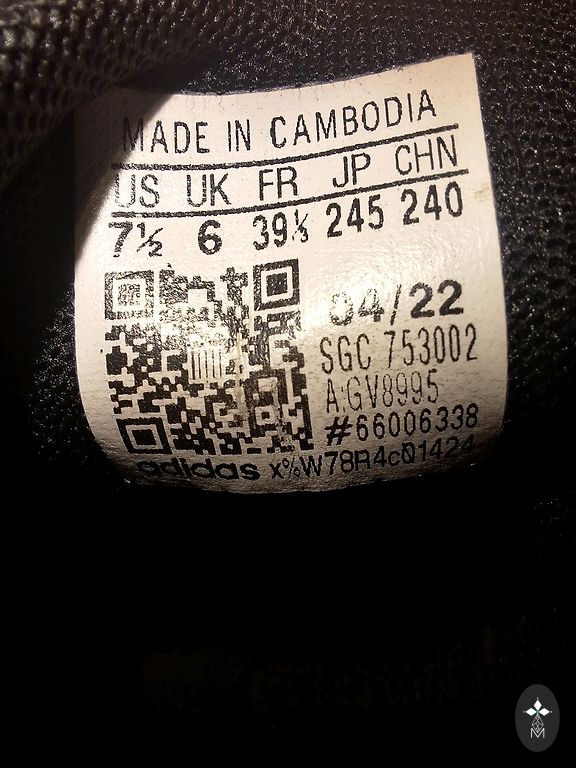 MADE IN CAMBODIA
US UK FR JP CHN
7½ 6 39⅓ 245 240
04/22
SGC 753002
A.GV8995
#66006338
adidas x%W78R4c01424
M